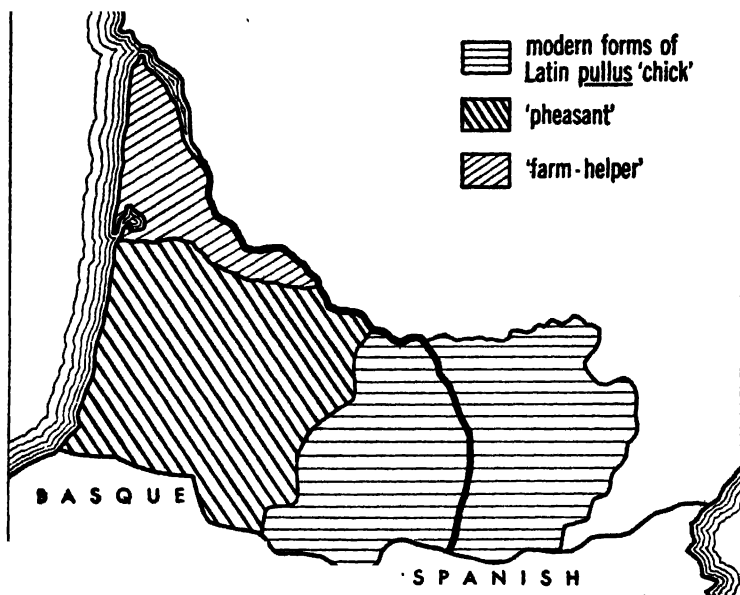 modern forms of
Latin pullus 'chick'
'pheasant'
'farm-helper'
BASQUE
SPANISH